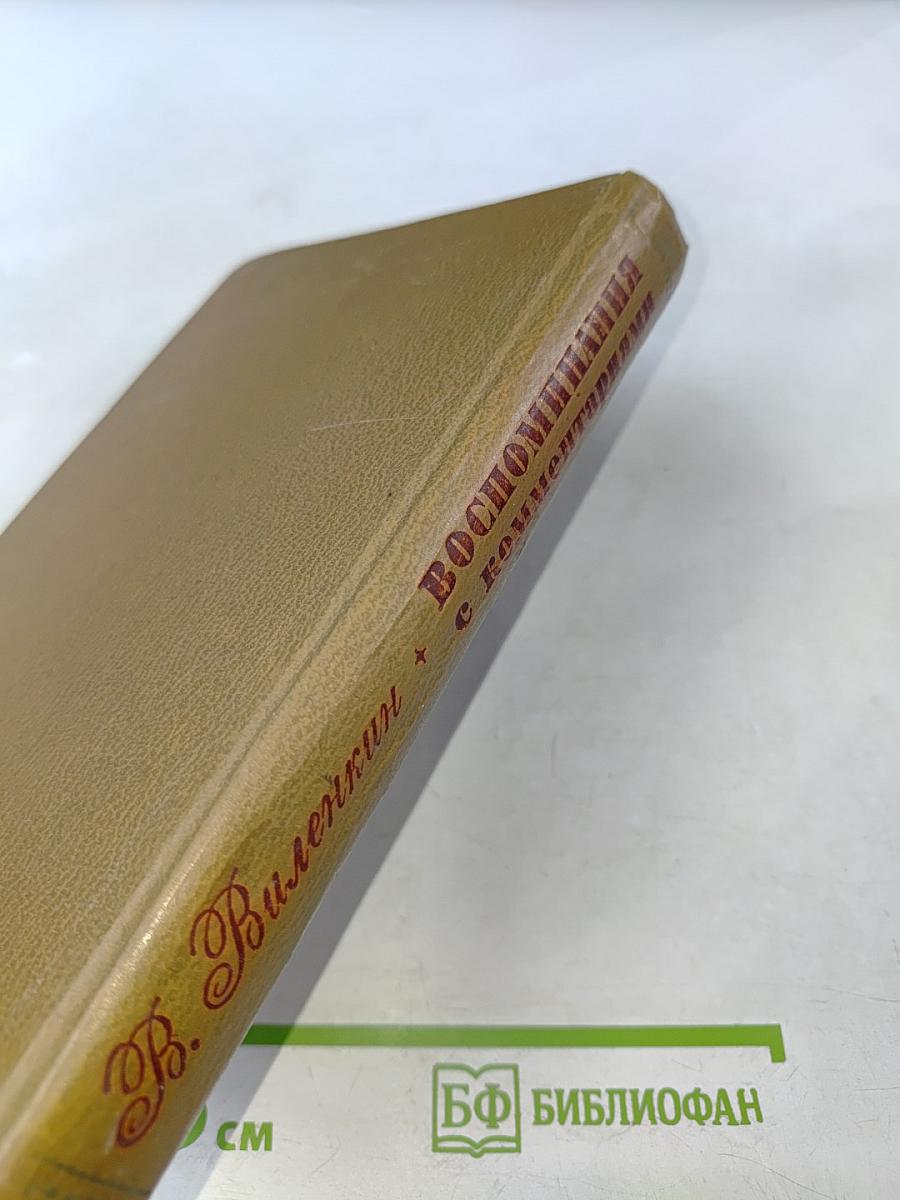 В. Виленкин
ВОСПОМИНАНИЯ
с комментариями
см
БФ БИБЛИОФАН